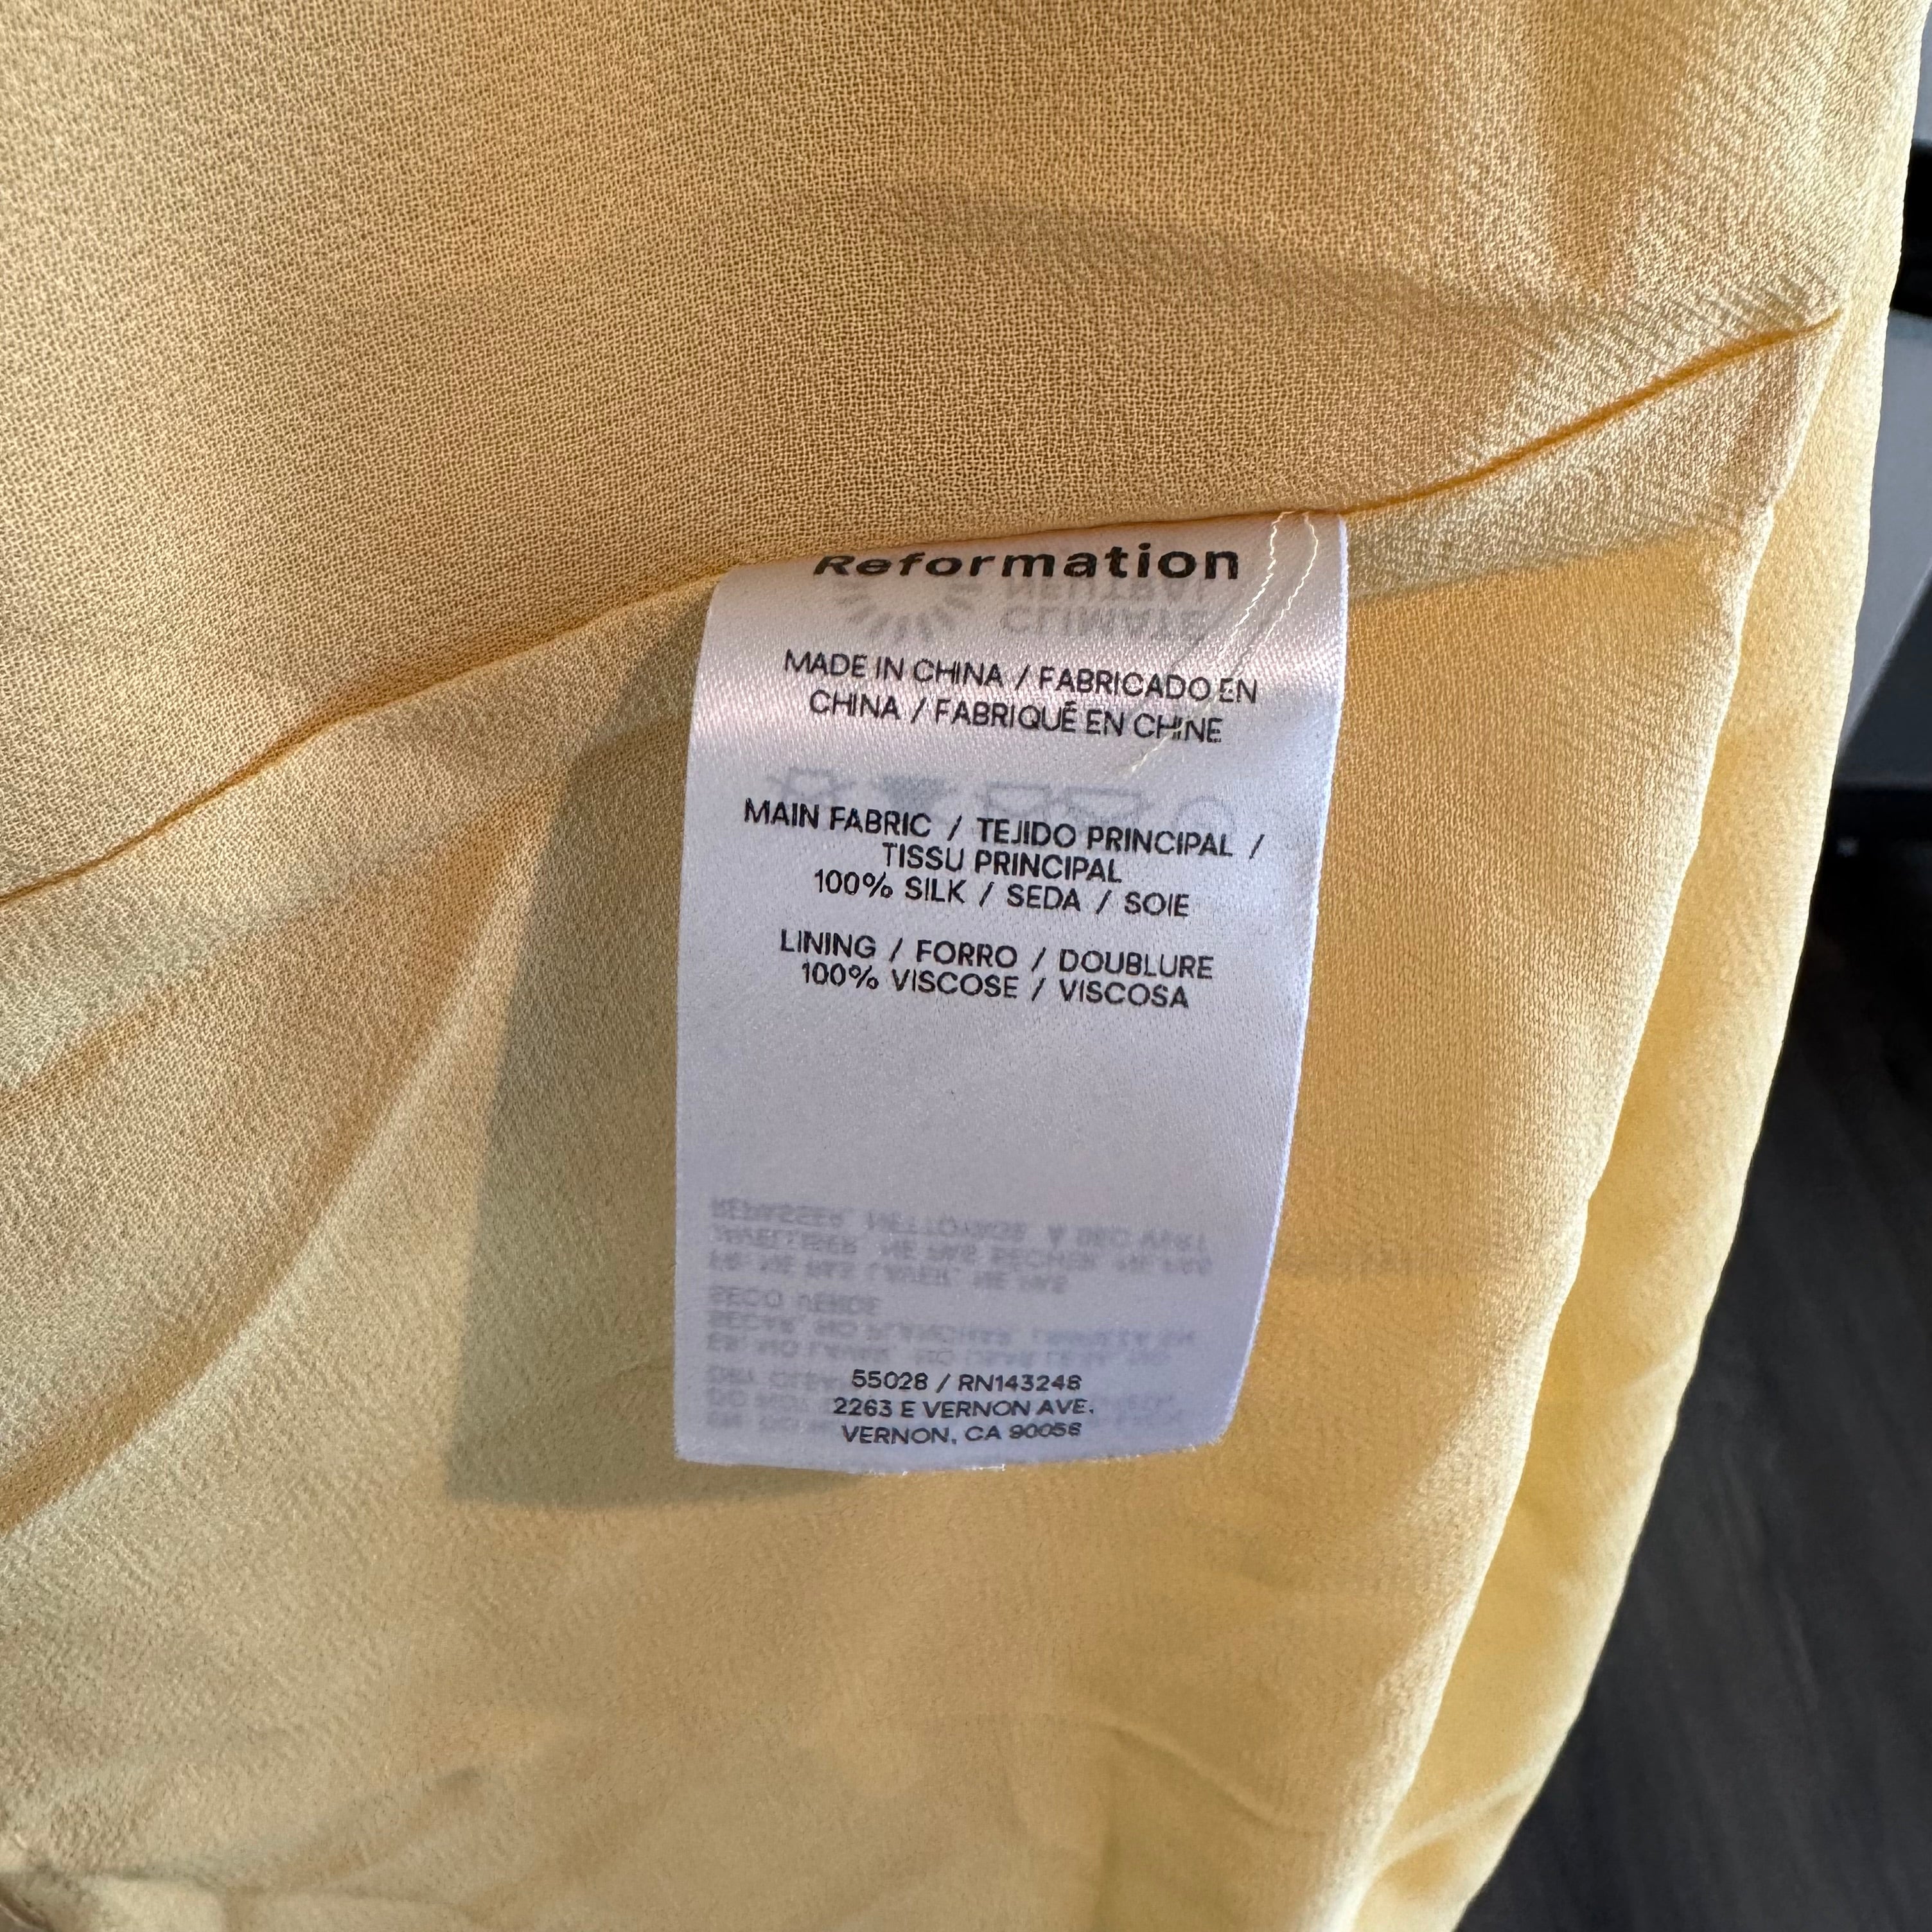 Reformation
MADE IN CHINA / FABRICADO EN
CHINA / FABRIQUÉ EN CHINE
MAIN FABRIC / TEJIDO PRINCIPAL /
TISSU PRINCIPAL
100% SILK / SEDA / SOIE
LINING / FORRO / DOUBLURE
100% VISCOSE / VISCOSA
55028 / RN143248
2263 E VERNON AVE.
VERNON, CA 90058